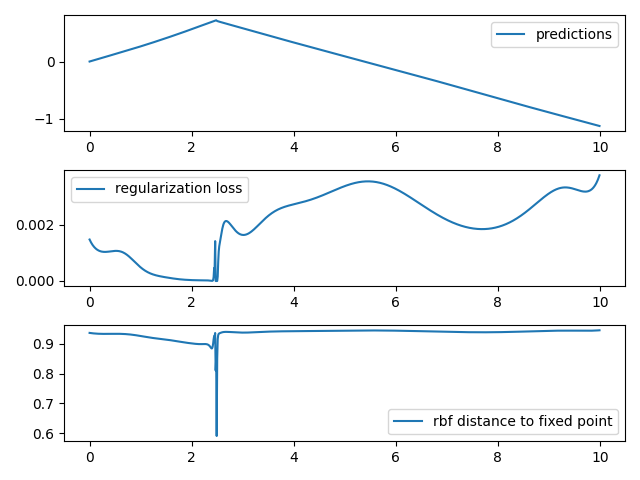 predictions
0
−1
0 2 4 6 8 10
regularization loss
0.002
0.000
0 2 4 6 8 10
0.9
0.8
0.7
0.6
rbf distance to fixed point
0 2 4 6 8 10